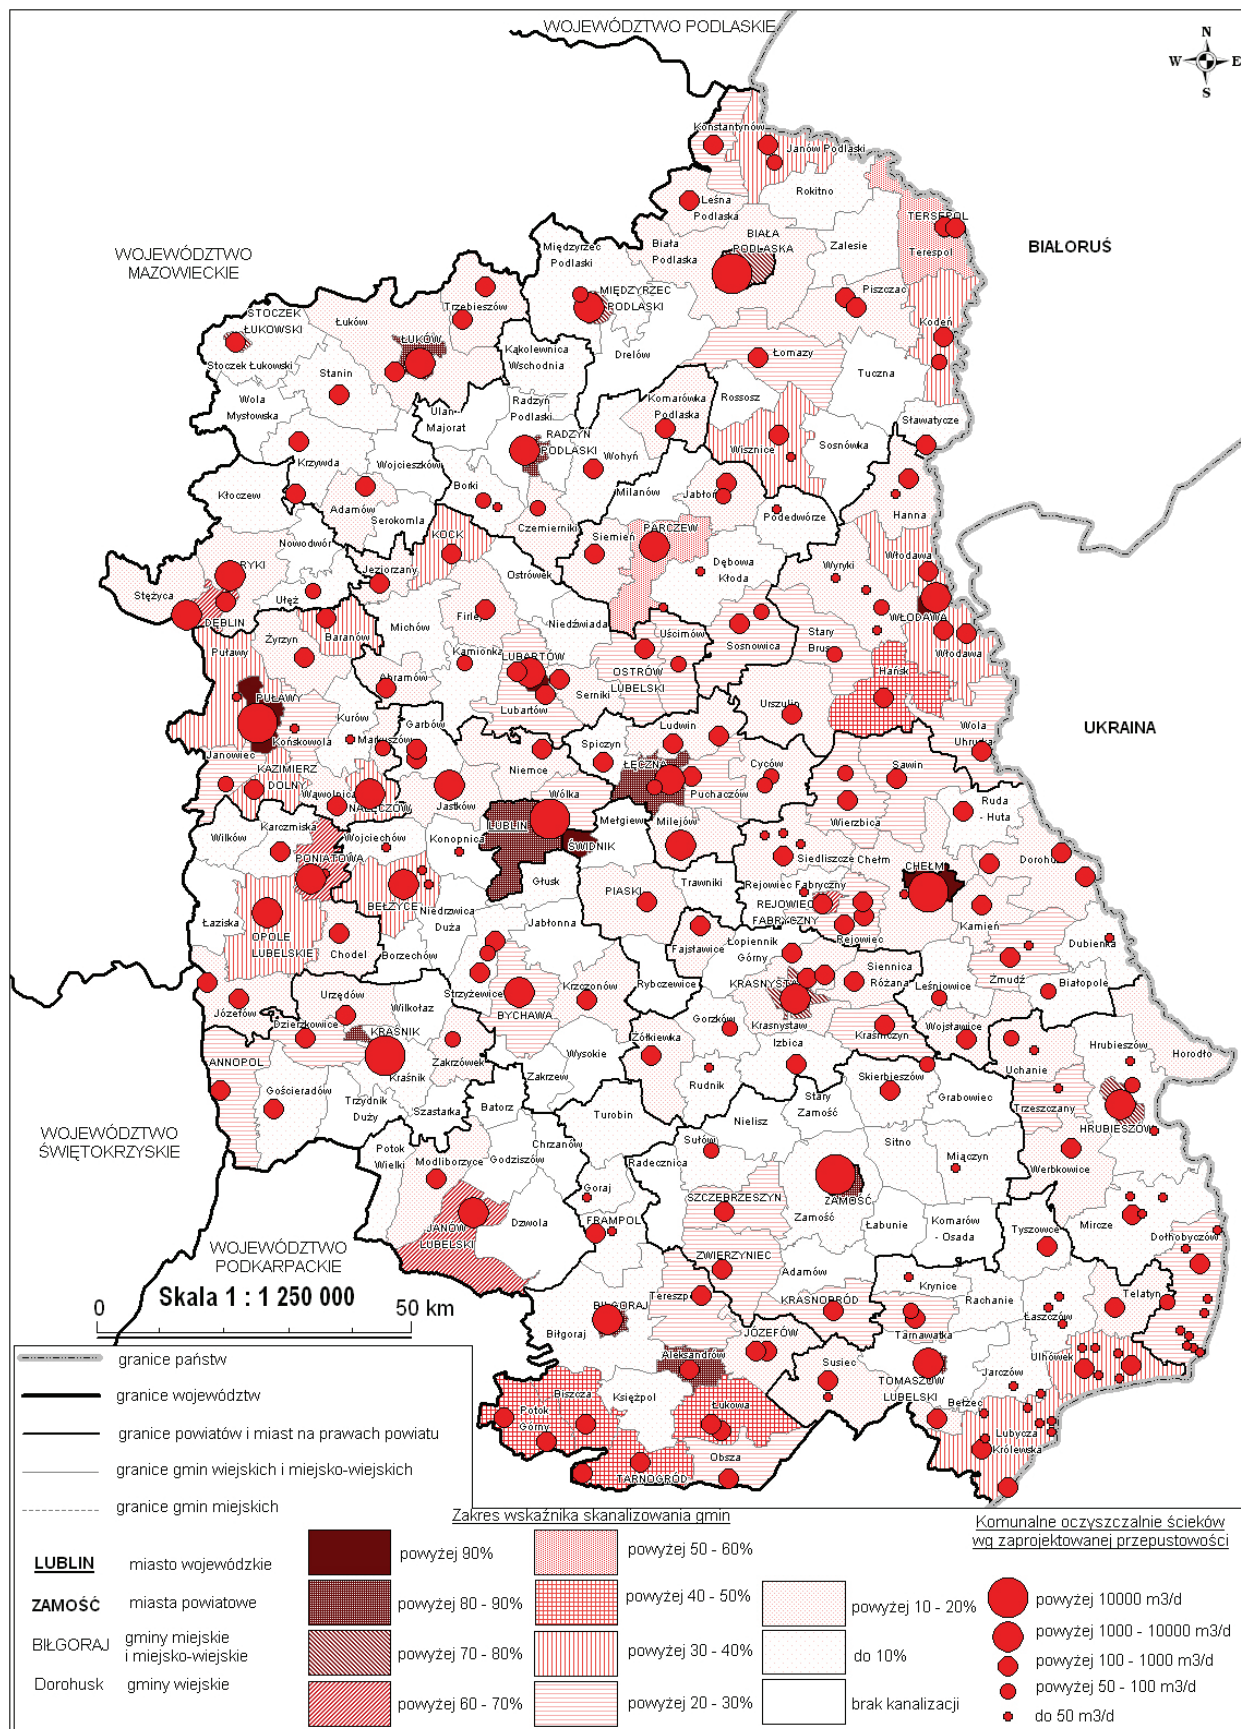 WOJEWÓDZTWO PODLASKIE
N
W E
S
Konstantynów
Janów Podlaski
Rokitno
Leśna
Podlaska
TERSEPOL
Terespol
BIAŁORUŚ
WOJEWÓDZTWO
MAZOWIECKIE
Międzyrzec
Podlaski
Biała
Podlaska
BIAŁA
PODLASKA
Zalesie
Piszczac
MIĘDZYRZEC
PODLASKI
Trzebieszów
STOCZEK
ŁUKOWSKI
Łuków
ŁUKÓW
Kodeń
Stoczek Łukowski
Stanin
Kąkolewnica
Wschodnia
Drelów
Łomazy
Tuczna
Wola
Mysłowska
Ulan-
Majorat
Radzyń
Podlaski
Komarówka
Podlaska
Rossosz
Sławatycze
RADZYŃ
PODLASKI
Wisznice
Sosnówka
Krzywda
Wojcieszków
Wohyń
Kłoczew
Adamów
Serokomla
Borki
Czemierniki
Milanów
Jabłoń
Podedwórze
Hanna
Nowodwór
KOCK
Siemień
PARCZEW
Dębowa
Kłoda
Wyryki
Włodawa
RYKI
Stężyca
Ułęż
Jeziorzany
Ostrówek
DĘBLIN
Żyrzyn
Baranów
Michów
Firlej
Niedźwiada
WŁODAWA
Włodawa
Puławy
Kamionka
LUBARTÓW
Uścimów
Sosnowica
Stary
Brus
Hańsk
Abramów
OSTRÓW
LUBELSKI
Serniki
Lubartów
Urszulin
Wola
Uhruska
UKRAINA
PUŁAWY
Kurów
Końskowola
Markuszów
Garbów
Ludwin
Spiczyn
Niemce
ŁĘCZNA
Cyców
Sawin
Janowiec
KAZIMIERZ
DOLNY
Wąwolnica
NAŁĘCZÓW
Jastków
Wólka
Puchaczów
Wierzbica
Ruda
- Huta
Karczmiska
Wilków
Wojciechów
Konopnica
LUBLIN
Mełgiew
Milejów
ŚWIDNIK
Siedliszcze
Chełm
CHEŁM
Dorohusk
PONIATOWA
Głusk
PIASKI
Trawniki
Rejowiec Fabryczny
REJOWIEC
FABRYCZNY
Rejowiec
Kamień
BEŁŻYCE
Niedrzwica
Duża
Jabłonna
Łaziska
OPOLE
LUBELSKIE
Chodel
Borzechów
Fajsławice
Łopiennik
Górny
Dubienka
Żmudź
Strzyżewice
BYCHAWA
Krzczonów
Rybczewice
KRASNYSTAW
Siennica
Różana
Leśniowice
Białopole
Józefów
Urzędów
Wilkołaz
Gorzków
Krasnystaw
Dzierzkowice
KRAŚNIK
Kraśniczyn
Wojsławice
Uchanie
Hrubieszów
Horodło
Żółkiewka
Izbica
ANNOPOL
Zakrzówek
Wysokie
Rudnik
Kraśnik
Zakrzew
Skierbieszów
Grabowiec
Trzeszczany
Gościeradów
Trzydnik
Duży
Szastarka
Batorz
Turobin
Stary
Zamość
Nielisz
HRUBIESZÓW
WOJEWÓDZTWO
ŚWIĘTOKRZYSKIE
Potok
Wielki
Modliborzyce
Chrzanów
Godziszów
Radecznica
Sułów
Sitno
Miączyn
Werbkowice
Goraj
SZCZEBRZESZYN
ZAMOŚĆ
JANÓW
LUBELSKI
Dzwola
FRAMPOL
Zamość
Łabunie
Komarów
- Osada
Tyszowce
Mircze
Dołhobyczów
WOJEWÓDZTWO
PODKARPACKIE
ZWIERZYNIEC
Adamów
Krynice
Rachanie
Telatyn
Skala 1 : 1 250 000
0 50 km
BIŁGORAJ
Tereszpol
KRASNOBRÓD
Łaszczów
Tarnawatka
Biłgoraj
JÓZEFÓW
Aleksandrów
Susiec
TOMASZÓW
LUBELSKI
Jarczów
Ulhówek
Biszcza
Księżpol
Bełżec
Potok
Górny
Łukowa
Lubycza
Królewska
Obsza
TARNOGRÓD
granice państw
granice województw
granice powiatów i miast na prawach powiatu
granice gmin wiejskich i miejsko-wiejskich
granice gmin miejskich
LUBLIN miasto wojewódzkie
ZAMOŚĆ miasta powiatowe
BIŁGORAJ gminy miejskie
i miejsko-wiejskie
Dorohusk gminy wiejskie
Zakres wskaźnika skanalizowania gmin
powyżej 90%
powyżej 80 - 90%
powyżej 70 - 80%
powyżej 60 - 70%
powyżej 50 - 60%
powyżej 40 - 50%
powyżej 30 - 40%
powyżej 20 - 30%
powyżej 10 - 20%
do 10%
brak kanalizacji
Komunalne oczyszczalnie ścieków
wg zaprojektowanej przepustowości
powyżej 10000 m3/d
powyżej 1000 - 10000 m3/d
powyżej 100 - 1000 m3/d
powyżej 50 - 100 m3/d
do 50 m3/d